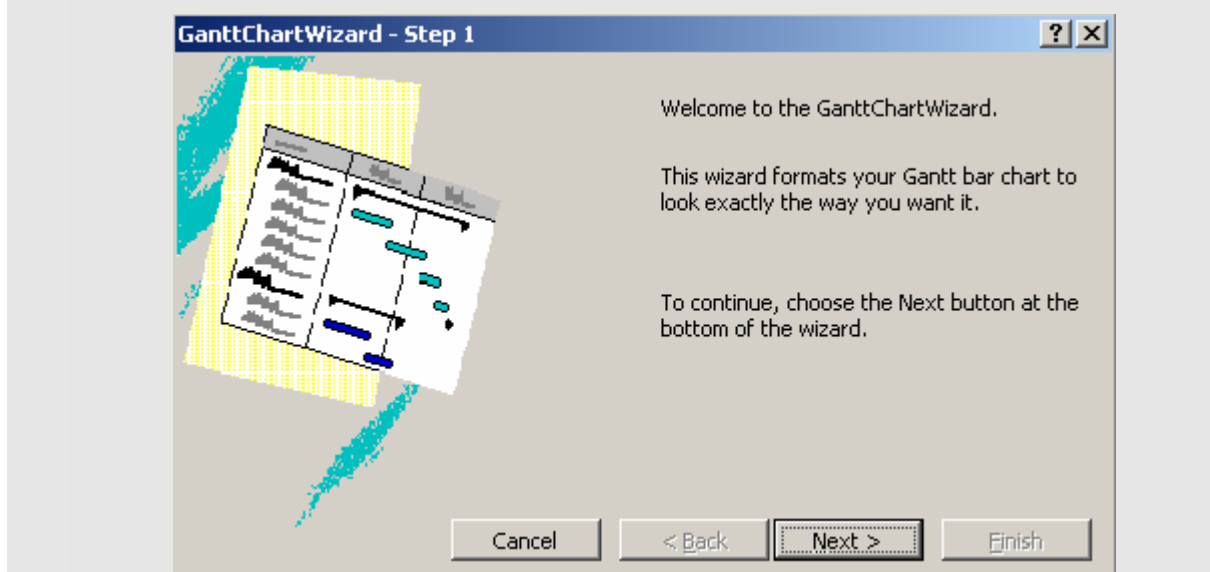 GanttChartWizard - Step 1
Welcome to the GanttChartWizard.
This wizard formats your Gantt bar chart to
look exactly the way you want it.
To continue, choose the Next button at the
bottom of the wizard.
Cancel
< Back
Next >
Finish